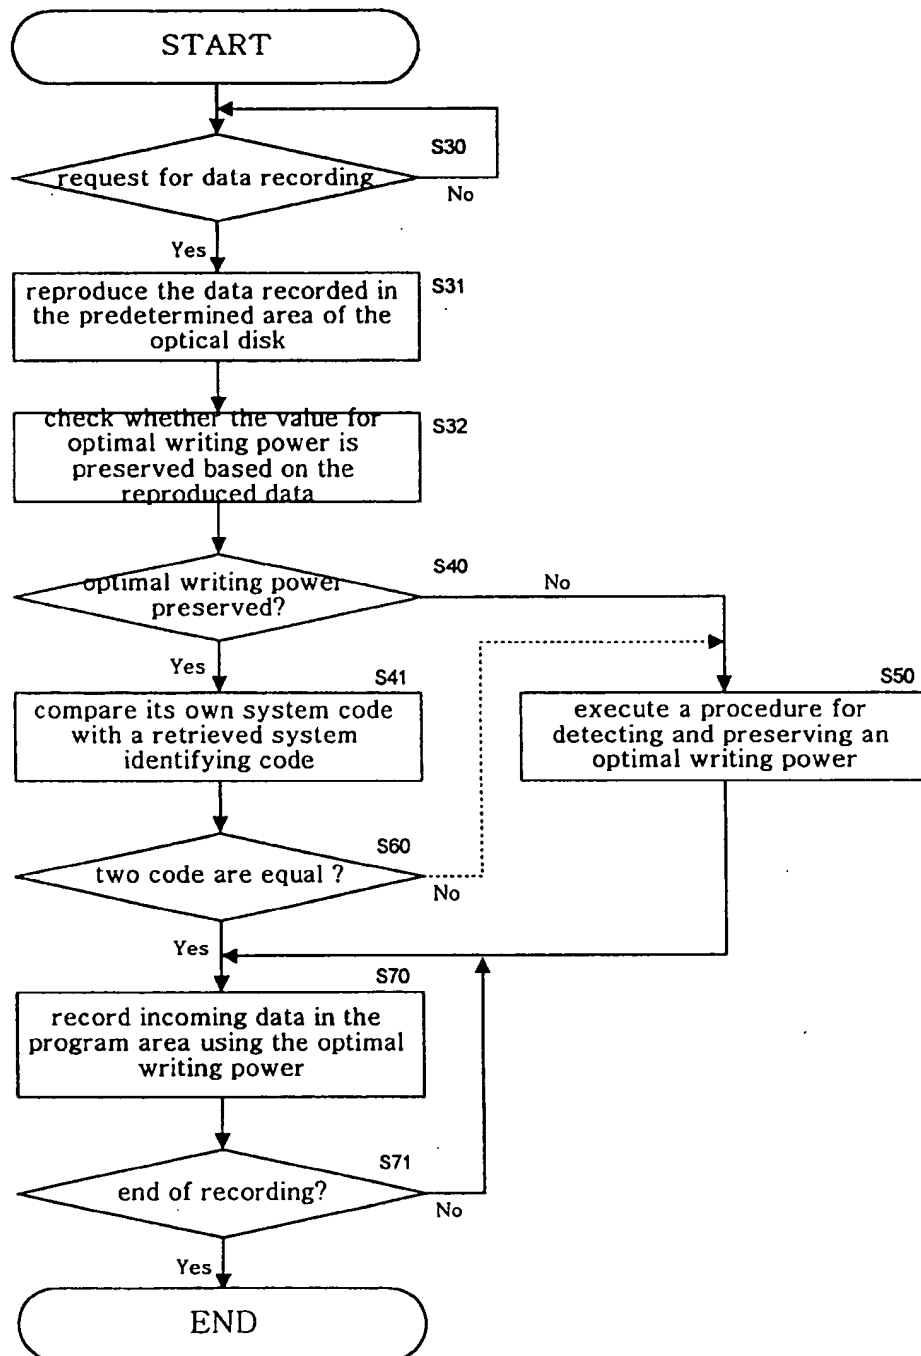 START
S30
request for data recording
No
Yes
S31
reproduce the data recorded in
the predetermined area of the
optical disk
S32
check whether the value for
optimal writing power is
preserved based on the
reproduced data
S40
optimal writing power
preserved?
No
Yes
S41
compare its own system code
with a retrieved system
identifying code
S50
execute a procedure for
detecting and preserving an
optimal writing power
S60
two code are equal ?
No
Yes
S70
record incoming data in the
program area using the optimal
writing power
S71
end of recording?
No
Yes
END